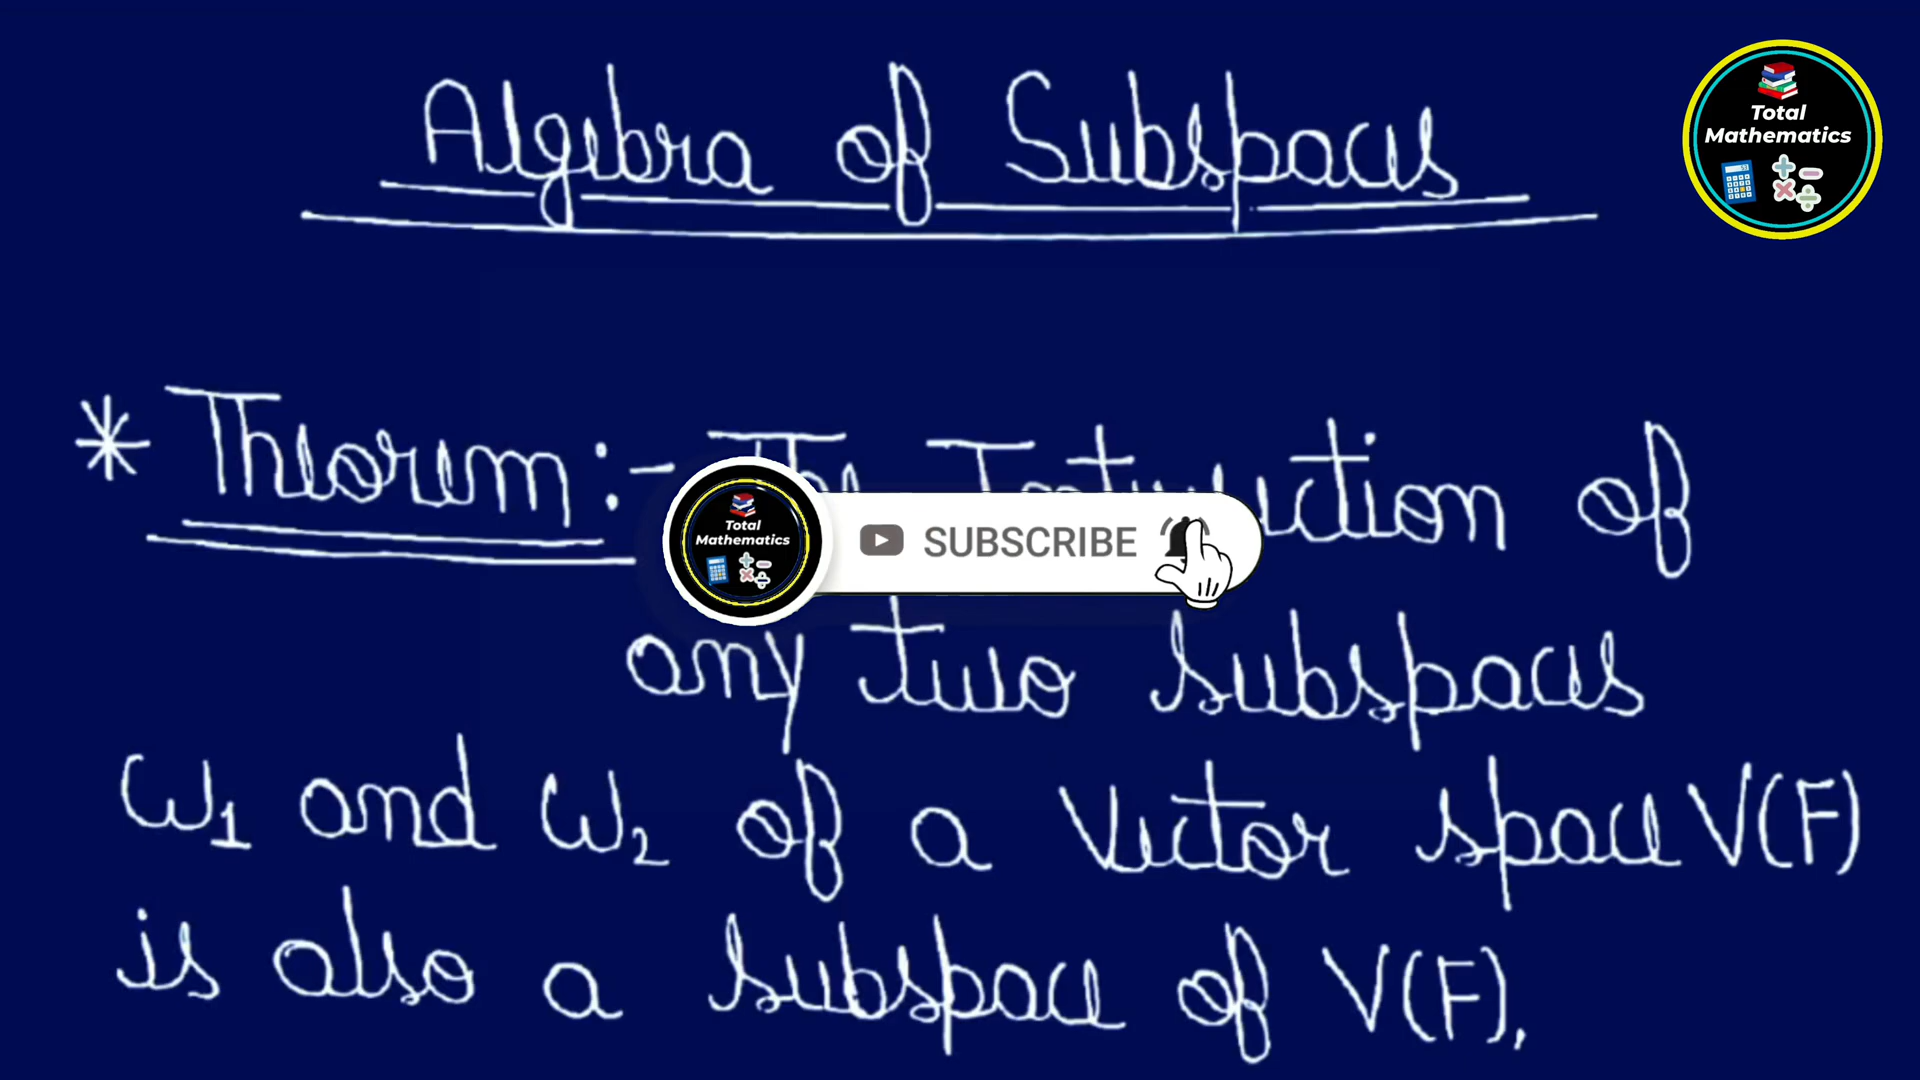 Algebra of Subspaces
Total
Mathematics
* Theorem :- The Intersection of
Total
Mathematics
SUBSCRIBE
any two subspaces
W1 and W2 of a Vector space V(F)
is also a subspace of V(F).